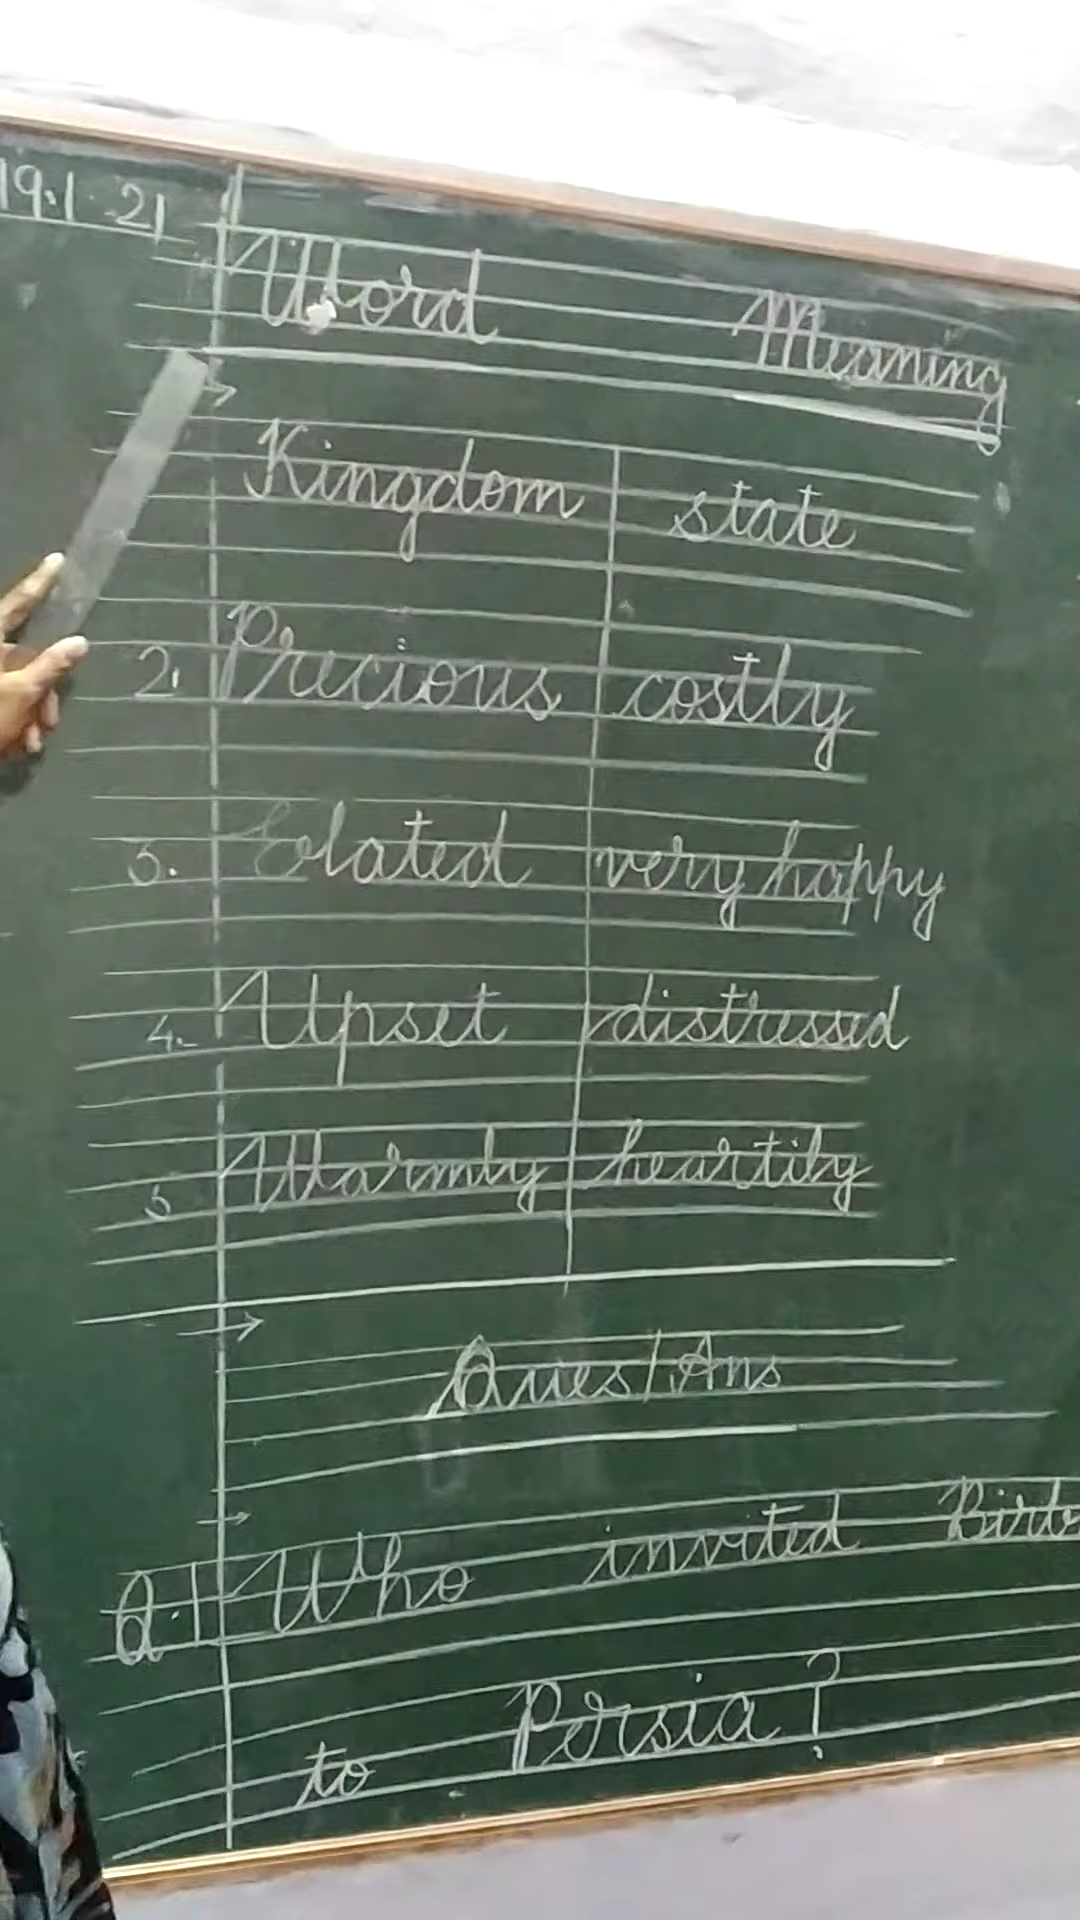 19.1.21
Word Meaning
Kingdom state
2. Precious costly
3. Elated very happy
4. Upset distressed
5 Warmly heartily
Ques/Ans
Q.1 Who invited
to Persia?